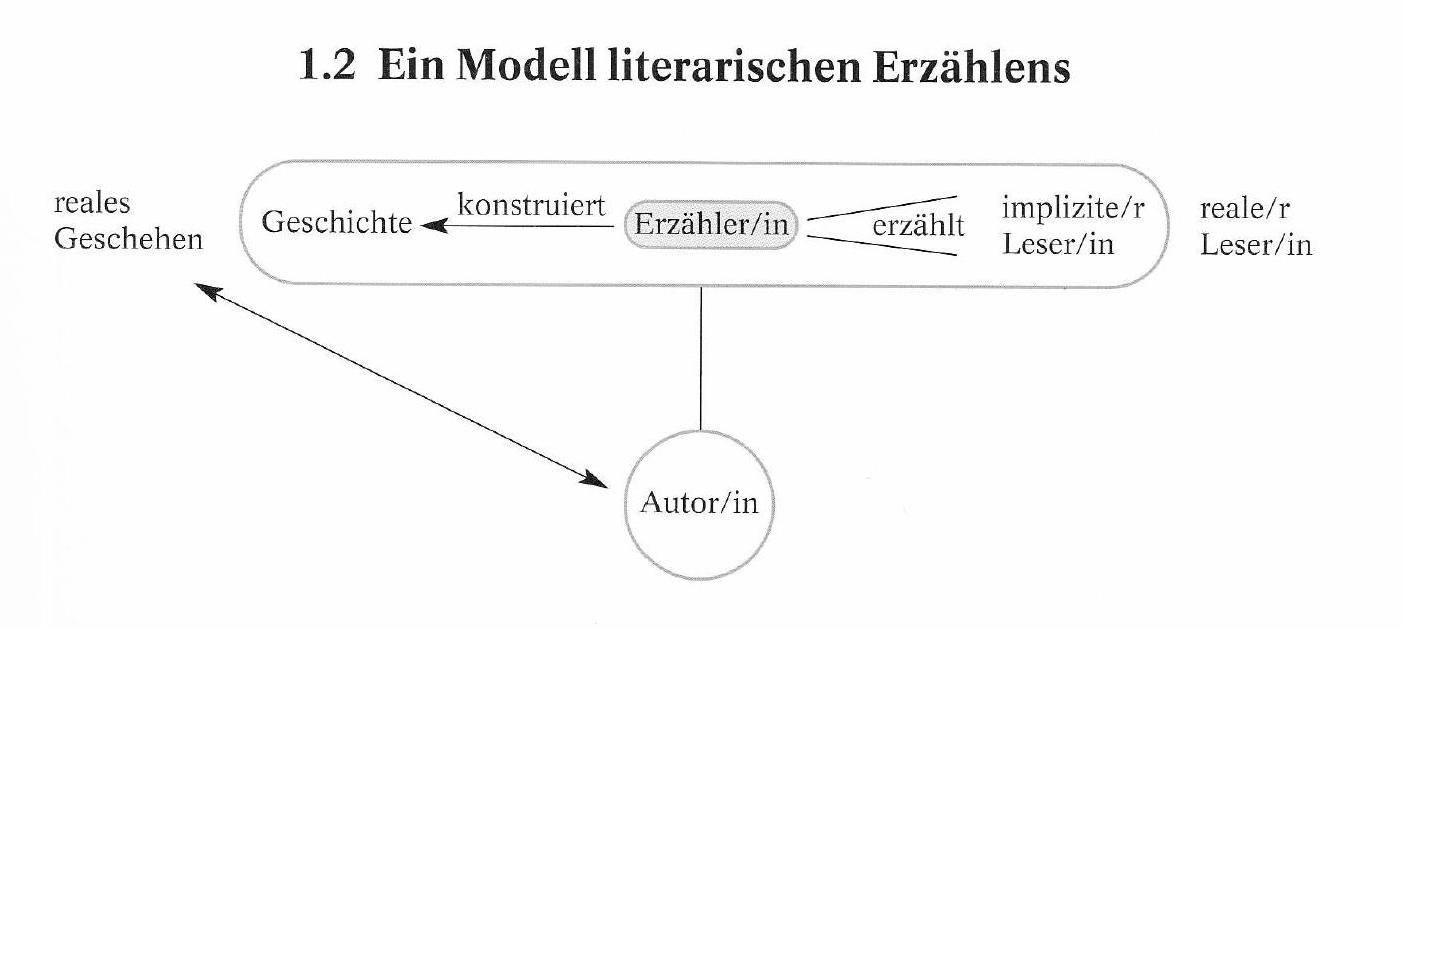 1.2 Ein Modell literarischen Erzählens
reales
Geschehen
Geschichte
konstruiert
Erzähler/in
erzählt
implizite/r
Leser/in
reale/r
Leser/in
Autor/in